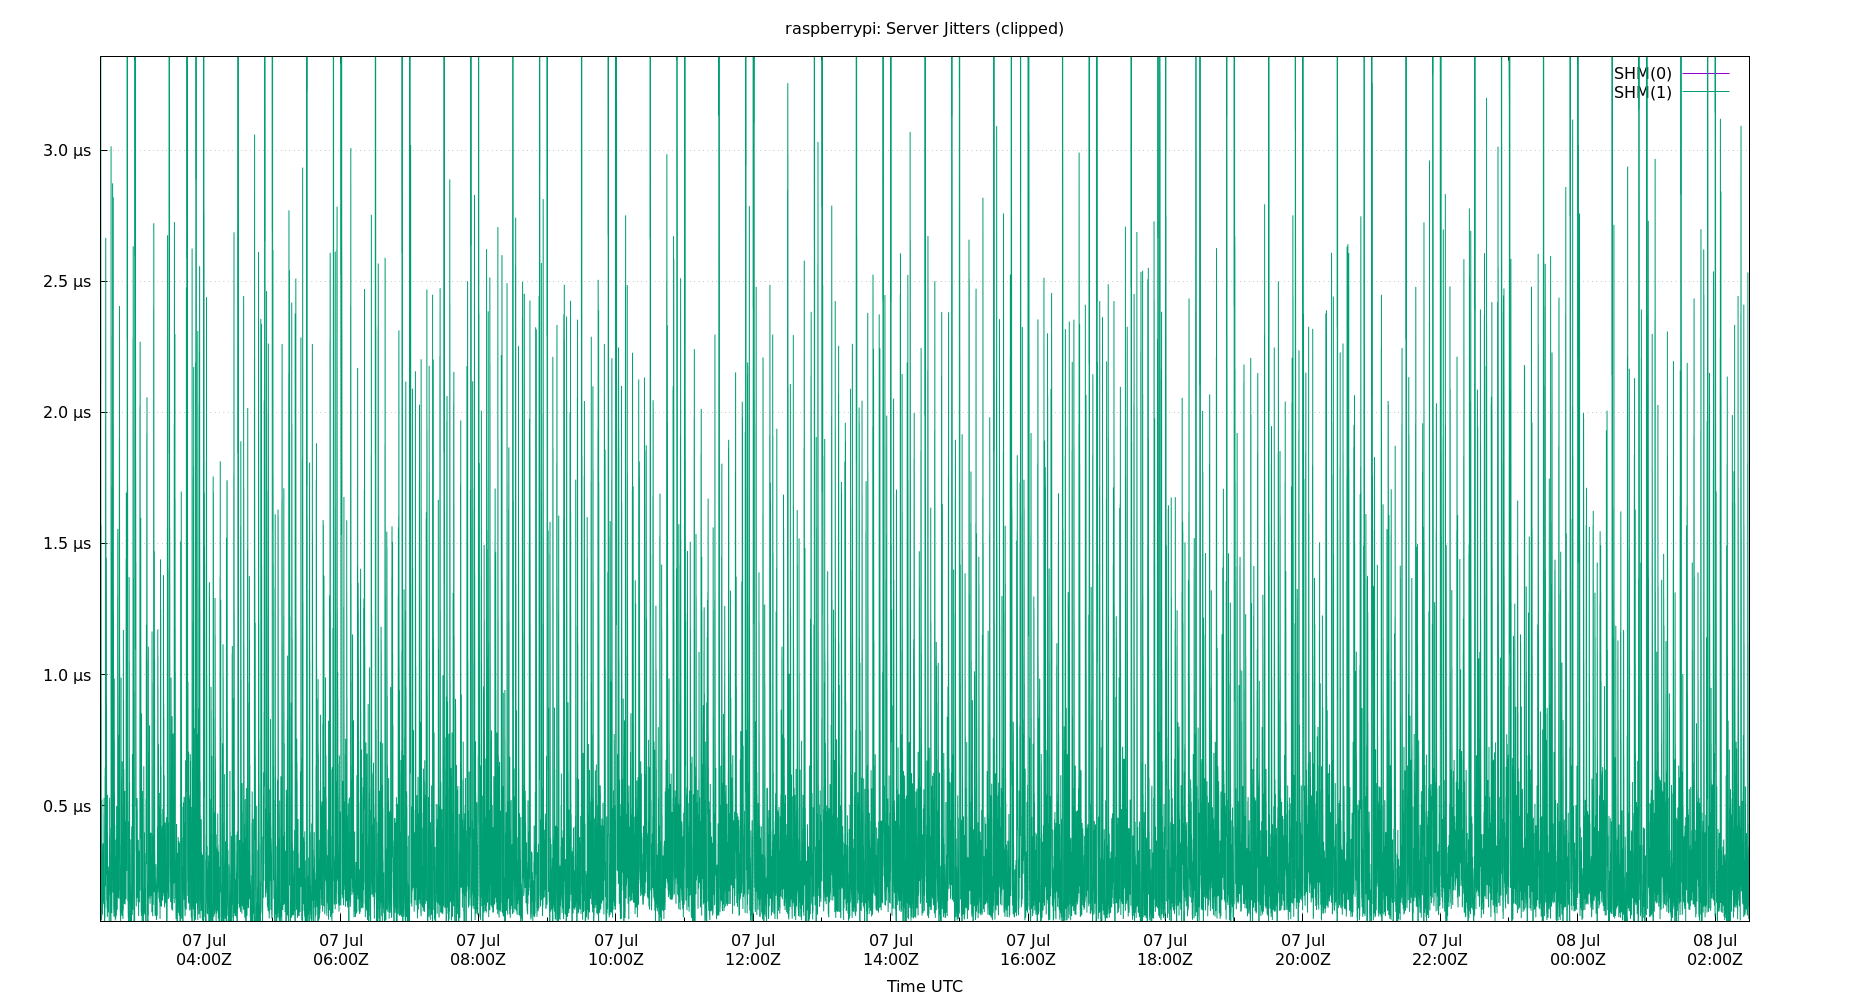 raspberrypi: Server Jitters (clipped)
SHM(0)
SHM(1)
3.0 µs
2.5 µs
2.0 µs
1.5 µs
1.0 µs
0.5 µs
07 Jul 07 Jul 07 Jul 07 Jul 07 Jul 07 Jul 07 Jul 07 Jul 07 Jul 07 Jul 08 Jul 08 Jul
04:00Z 06:00Z 08:00Z 10:00Z 12:00Z 14:00Z 16:00Z 18:00Z 20:00Z 22:00Z 00:00Z 02:00Z
Time UTC